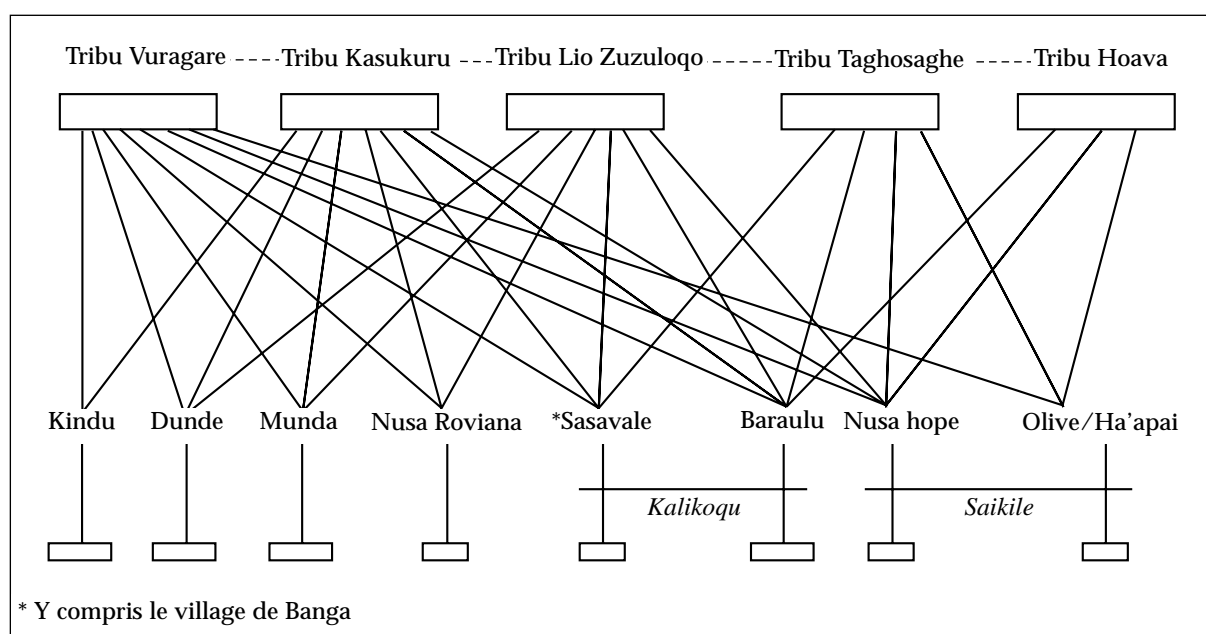 Tribu Vuragare ---- Tribu Kasukuru --- Tribu Lio Zuzuloqo ----- Tribu Taghosaghe ----- Tribu Hoava
Kindu Dunde Munda Nusa Roviana *Sasavale Baraulu Nusa hope Olive/Ha'apai
Kalikoqu Saikile
* Y compris le village de Banga